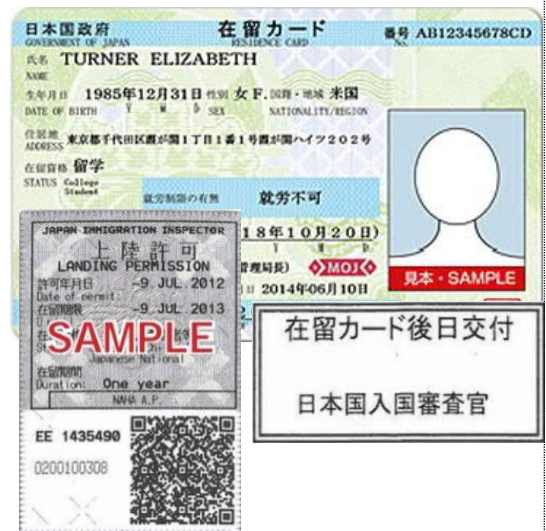 日本国政府 在留カード 番号 AB12345678CD
GOVERNMENT OF JAPAN RESIDENCE CARD No.
氏名 TURNER ELIZABETH
NAME
生年月日 1985年12月31日 性別 女 F. 国籍・地域 米国
DATE OF BIRTH Y M D SEX NATIONALITY/REGION
住居地 東京都千代田区霞が関1丁目1番1号霞が関ハイツ202号
ADDRESS
在留資格 留学
STATUS College
Student
就労制限の有無 就労不可
18年10月20日)
Y M D
管理局長) MOJ
2014年06月10日
見本・SAMPLE
JAPAN IMMIGRATION INSPECTOR
上陸許可
LANDING PERMISSION
許可年月日 -9. JUL. 2012
Date of permit:
在留期限 -9. JUL. 2013
SAMPLE
Japanese National
在留期間
Duration: One year
NAHA A.P.
EE 1435490
0200100308
在留カード後日交付
日本国入国審査官